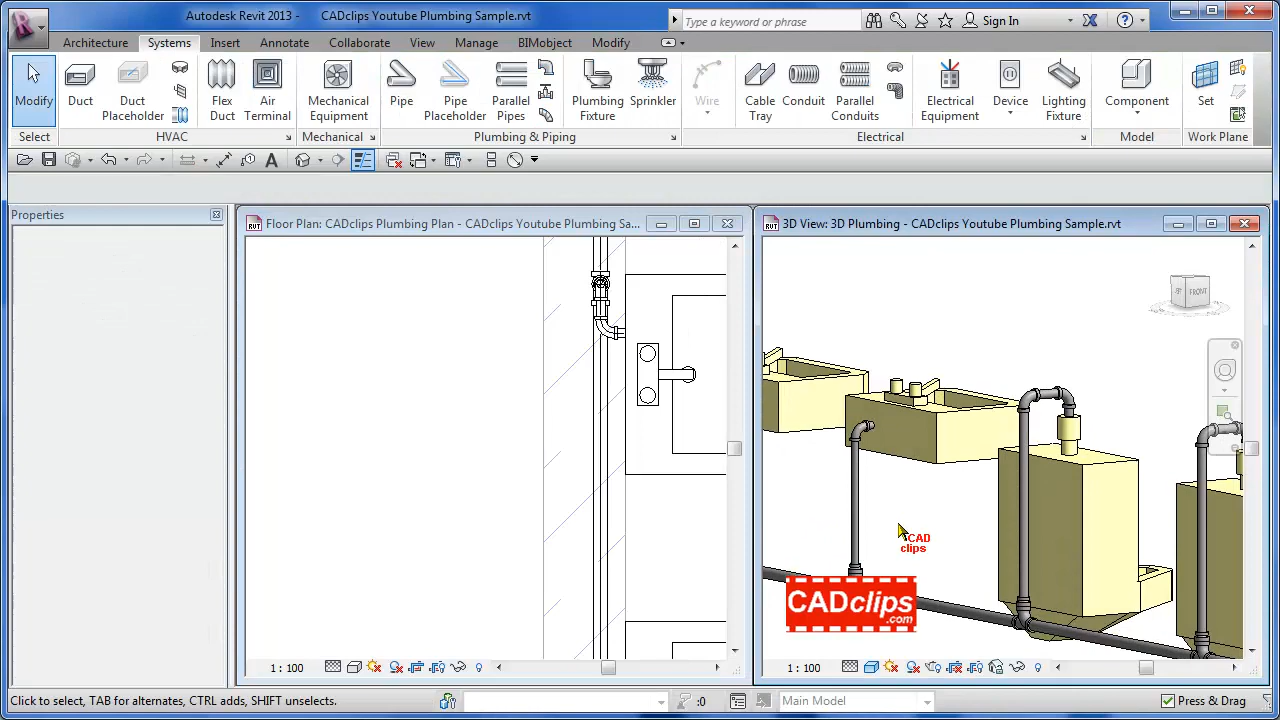 Autodesk Revit 2013 - CADclips Youtube Plumbing Sample.rvt
Type a keyword or phrase
Sign In
Architecture Systems Insert Annotate Collaborate View Manage BIMobject Modify
Modify
Duct
Duct Placeholder
Flex Duct
Air Terminal
Mechanical Equipment
Pipe
Pipe Placeholder
Parallel Pipes
Plumbing Fixture
Sprinkler
Wire
Cable Tray
Conduit
Parallel Conduits
Electrical Equipment
Device
Lighting Fixture
Component
Set
Select HVAC Mechanical Plumbing & Piping Electrical Model Work Plane
Properties
Floor Plan: CADclips Plumbing Plan - CADclips Youtube Plumbing Sa...
3D View: 3D Plumbing - CADclips Youtube Plumbing Sample.rvt
FRONT
CAD
clips
CADclips
.com
1 : 100
1 : 100
Click to select, TAB for alternates, CTRL adds, SHIFT unselects.
:0
Main Model
Press & Drag